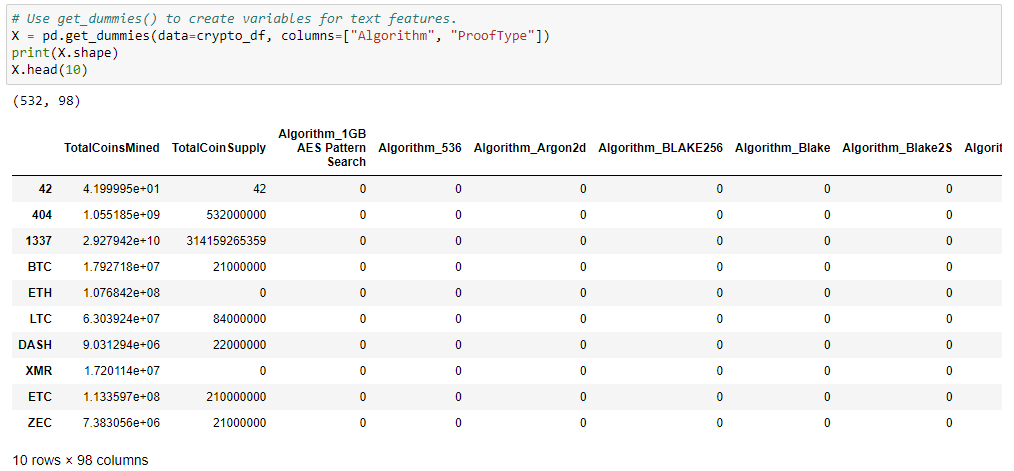 # Use get_dummies() to create variables for text features.
X = pd.get_dummies(data=crypto_df, columns=["Algorithm", "ProofType"])
print(X.shape)
X.head(10)
(532, 98)
TotalCoinsMined TotalCoinSupply Algorithm_1GB AES Pattern Search Algorithm_536 Algorithm_Argon2d Algorithm_BLAKE256 Algorithm_Blake Algorithm_Blake2S Algorit
42 4.199995e+01 42 0 0 0 0 0 0
404 1.055185e+09 532000000 0 0 0 0 0 0
1337 2.927942e+10 314159265359 0 0 0 0 0 0
BTC 1.792718e+07 21000000 0 0 0 0 0 0
ETH 1.076842e+08 0 0 0 0 0 0 0
LTC 6.303924e+07 84000000 0 0 0 0 0 0
DASH 9.031294e+06 22000000 0 0 0 0 0 0
XMR 1.720114e+07 0 0 0 0 0 0 0
ETC 1.133597e+08 210000000 0 0 0 0 0 0
ZEC 7.383056e+06 21000000 0 0 0 0 0 0
10 rows × 98 columns